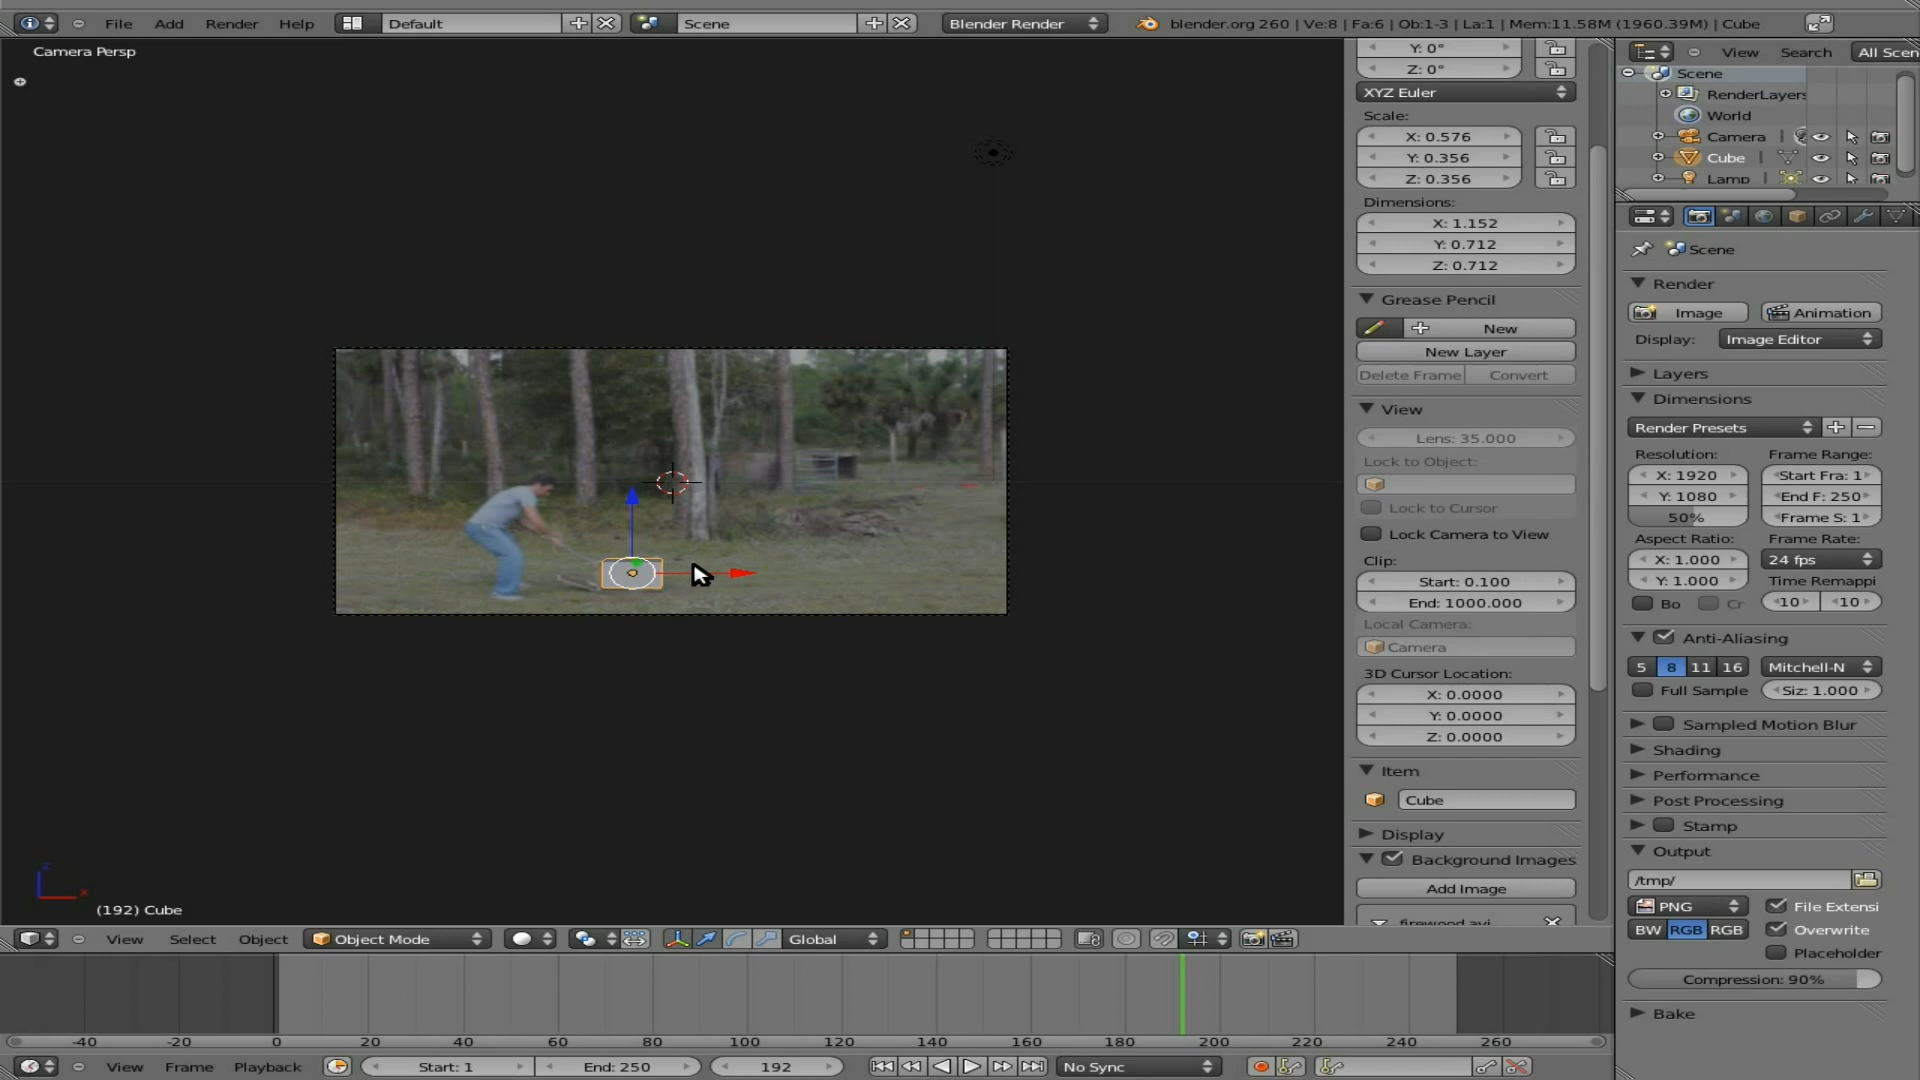 File Add Render Help Default Scene Blender Render blender.org 260 | Ve:8 | Fa:6 | Ob:1-3 | La:1 | Mem:11.58M (1960.39M) | Cube
Camera Persp
(192) Cube
Y: 0°
Z: 0°
XYZ Euler
Scale:
X: 0.576
Y: 0.356
Z: 0.356
Dimensions:
X: 1.152
Y: 0.712
Z: 0.712
Grease Pencil
New
New Layer
Delete Frame Convert
View
Lens: 35.000
Lock to Object:
Lock to Cursor
Lock Camera to View
Clip:
Start: 0.100
End: 1000.000
Local Camera:
Camera
3D Cursor Location:
X: 0.0000
Y: 0.0000
Z: 0.0000
Item
Cube
Display
Background Images
Add Image
firewood.avi
View Search All Scen
Scene
RenderLayers
World
Camera
Cube
Lamp
Scene
Render
Image Animation
Display: Image Editor
Layers
Dimensions
Render Presets
Resolution: Frame Range:
X: 1920 Start Fra: 1
Y: 1080 End F: 250
50% Frame S: 1
Aspect Ratio: Frame Rate:
X: 1.000 24 fps
Y: 1.000 Time Remappi
Bo Cr 10 10
Anti-Aliasing
5 8 11 16 Mitchell-N
Full Sample Siz: 1.000
Sampled Motion Blur
Shading
Performance
Post Processing
Stamp
Output
/tmp/
PNG File Extensi
BW RGB RGB Overwrite
Placeholder
Compression: 90%
Bake
View Select Object Object Mode Global
-40 -20 0 20 40 60 80 100 120 140 160 180 200 220 240 260
View Frame Playback Start: 1 End: 250 192 No Sync